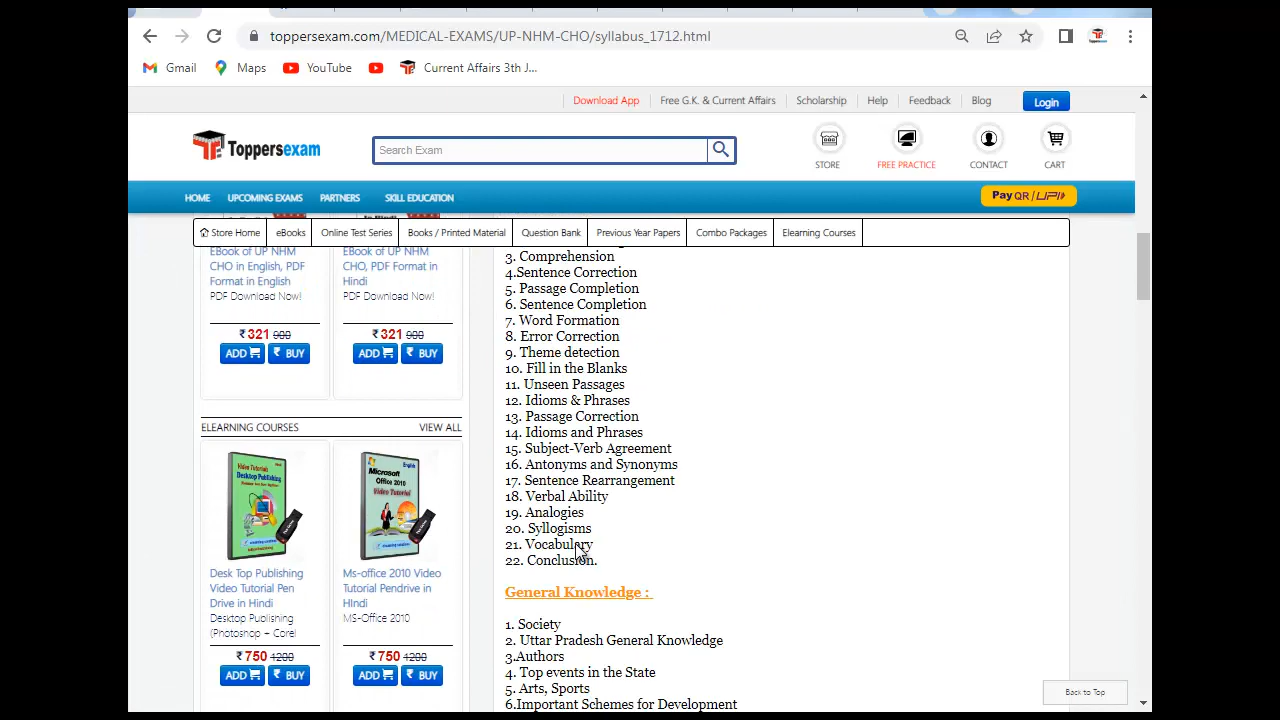 toppersexam.com/MEDICAL-EXAMS/UP-NHM-CHO/syllabus_1712.html
Gmail
Maps
YouTube
Current Affairs 3th J...
Download App
Free G.K. & Current Affairs
Scholarship
Help
Feedback
Blog
Login
Toppersexam
Search Exam
STORE
FREE PRACTICE
CONTACT
CART
HOME
UPCOMING EXAMS
PARTNERS
SKILL EDUCATION
Pay QR / UPI
Store Home
eBooks
Online Test Series
Books / Printed Material
Question Bank
Previous Year Papers
Combo Packages
Elearning Courses
EBook of UP NHM
CHO in English, PDF
Format in English
PDF Download Now!
₹ 321 900
ADD
₹ BUY
EBook of UP NHM
CHO, PDF Format in
Hindi
PDF Download Now!
₹ 321 900
ADD
₹ BUY
ELEARNING COURSES
VIEW ALL
Video Tutorials
Desktop Publishing
Microsoft
Office 2010
Video Tutorial
English
Desk Top Publishing
Video Tutorial Pen
Drive in Hindi
Desktop Publishing
(Photoshop + Corel
₹ 750 1200
ADD
₹ BUY
Ms-office 2010 Video
Tutorial Pendrive in
HIndi
MS-Office 2010
₹ 750 1200
ADD
₹ BUY
3. Comprehension
4.Sentence Correction
5. Passage Completion
6. Sentence Completion
7. Word Formation
8. Error Correction
9. Theme detection
10. Fill in the Blanks
11. Unseen Passages
12. Idioms & Phrases
13. Passage Correction
14. Idioms and Phrases
15. Subject-Verb Agreement
16. Antonyms and Synonyms
17. Sentence Rearrangement
18. Verbal Ability
19. Analogies
20. Syllogisms
21. Vocabulary
22. Conclusion.
General Knowledge :
1. Society
2. Uttar Pradesh General Knowledge
3.Authors
4. Top events in the State
5. Arts, Sports
6.Important Schemes for Development
Back to Top